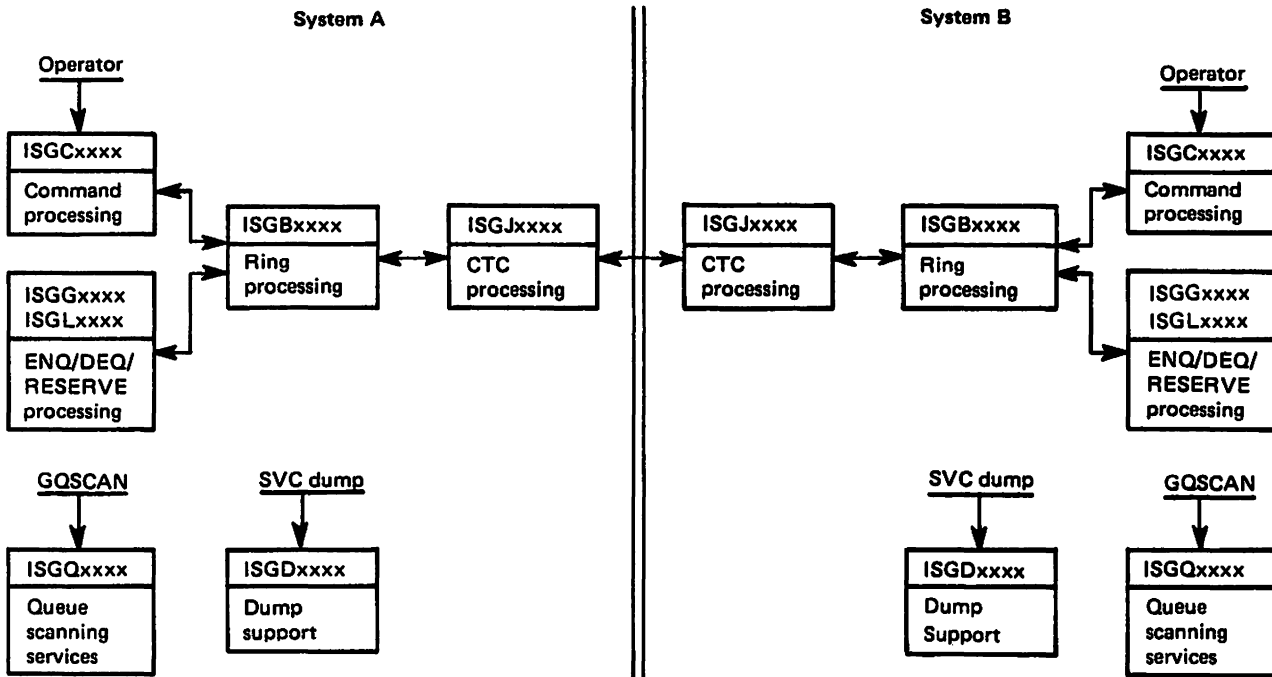 System A
Operator
ISGCxxxx
Command
processing
ISGBxxxx
Ring
processing
ISGJxxxx
CTC
processing
ISGGxxxx
ISGLxxxx
ENQ/DEQ/
RESERVE
processing
GQSCAN
ISGQxxxx
Queue
scanning
services
SVC dump
ISGDxxxx
Dump
support
System B
Operator
ISGCxxxx
Command
processing
ISGJxxxx
CTC
processing
ISGBxxxx
Ring
processing
ISGGxxxx
ISGLxxxx
ENQ/DEQ/
RESERVE
processing
SVC dump
ISGDxxxx
Dump
Support
GQSCAN
ISGQxxxx
Queue
scanning
services